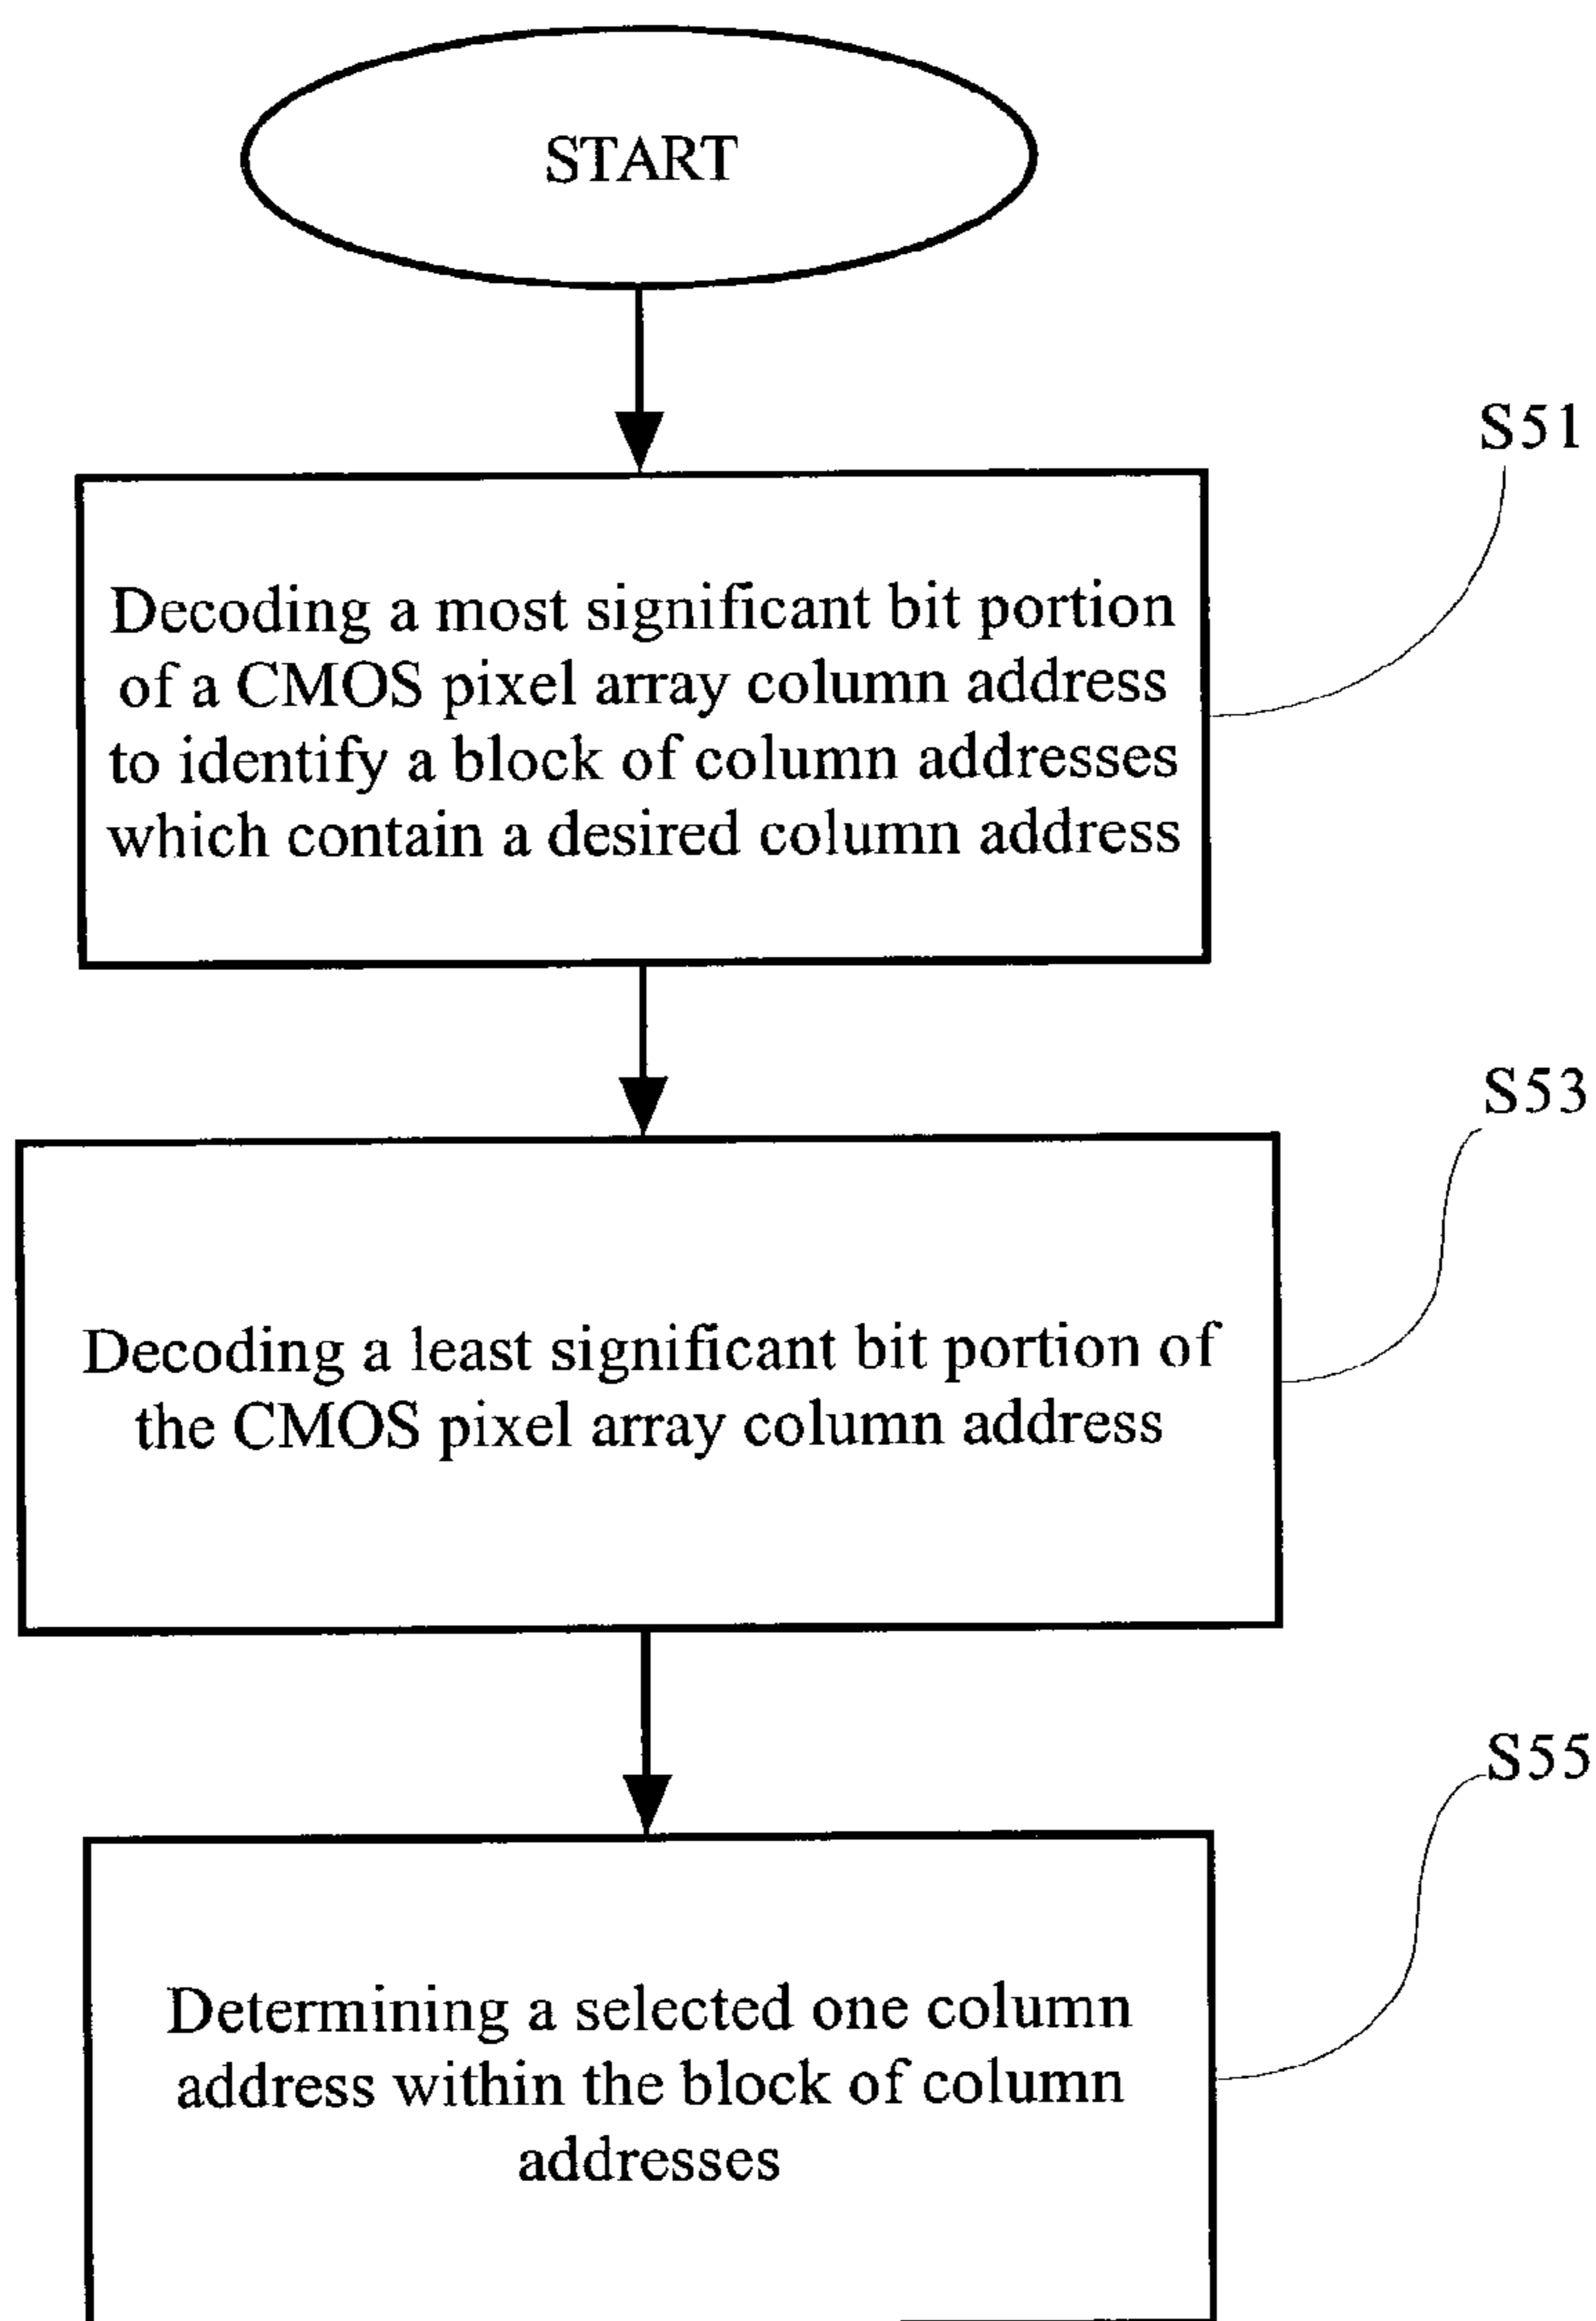 START
S51
Decoding a most significant bit portion
of a CMOS pixel array column address
to identify a block of column addresses
which contain a desired column address
S53
Decoding a least significant bit portion of
the CMOS pixel array column address
S55
Determining a selected one column
address within the block of column
addresses